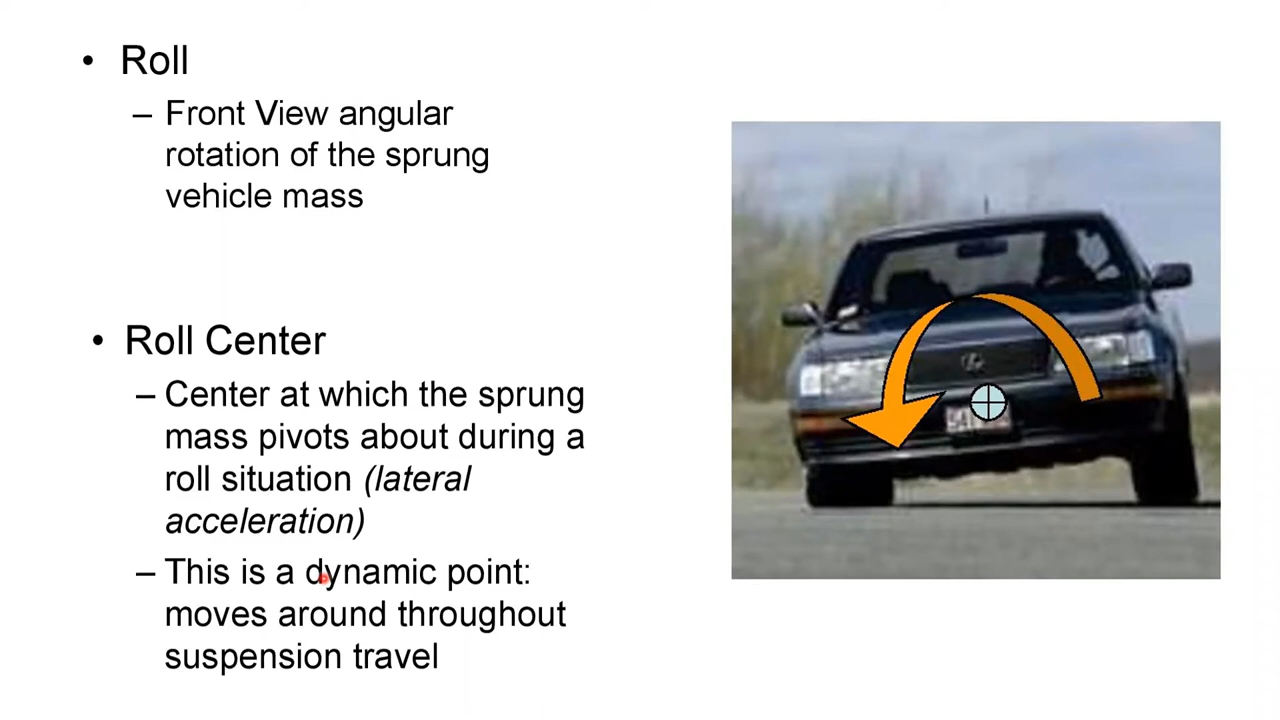 • Roll
– Front View angular
rotation of the sprung
vehicle mass
• Roll Center
– Center at which the sprung
mass pivots about during a
roll situation (lateral
acceleration)
– This is a dynamic point:
moves around throughout
suspension travel